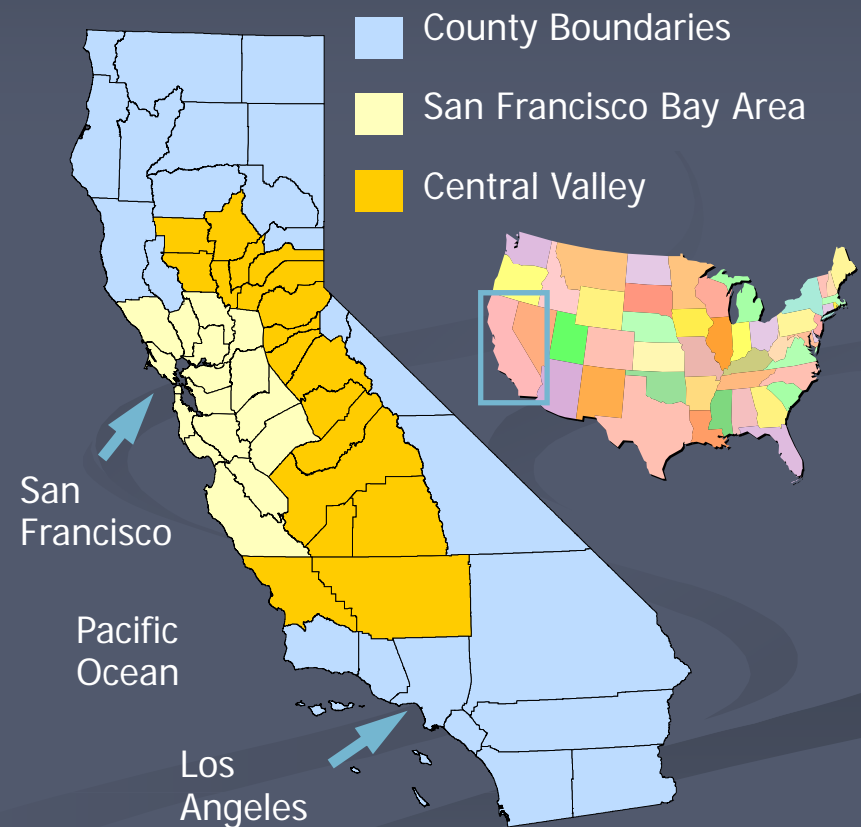 County Boundaries
San Francisco Bay Area
Central Valley
San
Francisco
Pacific
Ocean
Los
Angeles